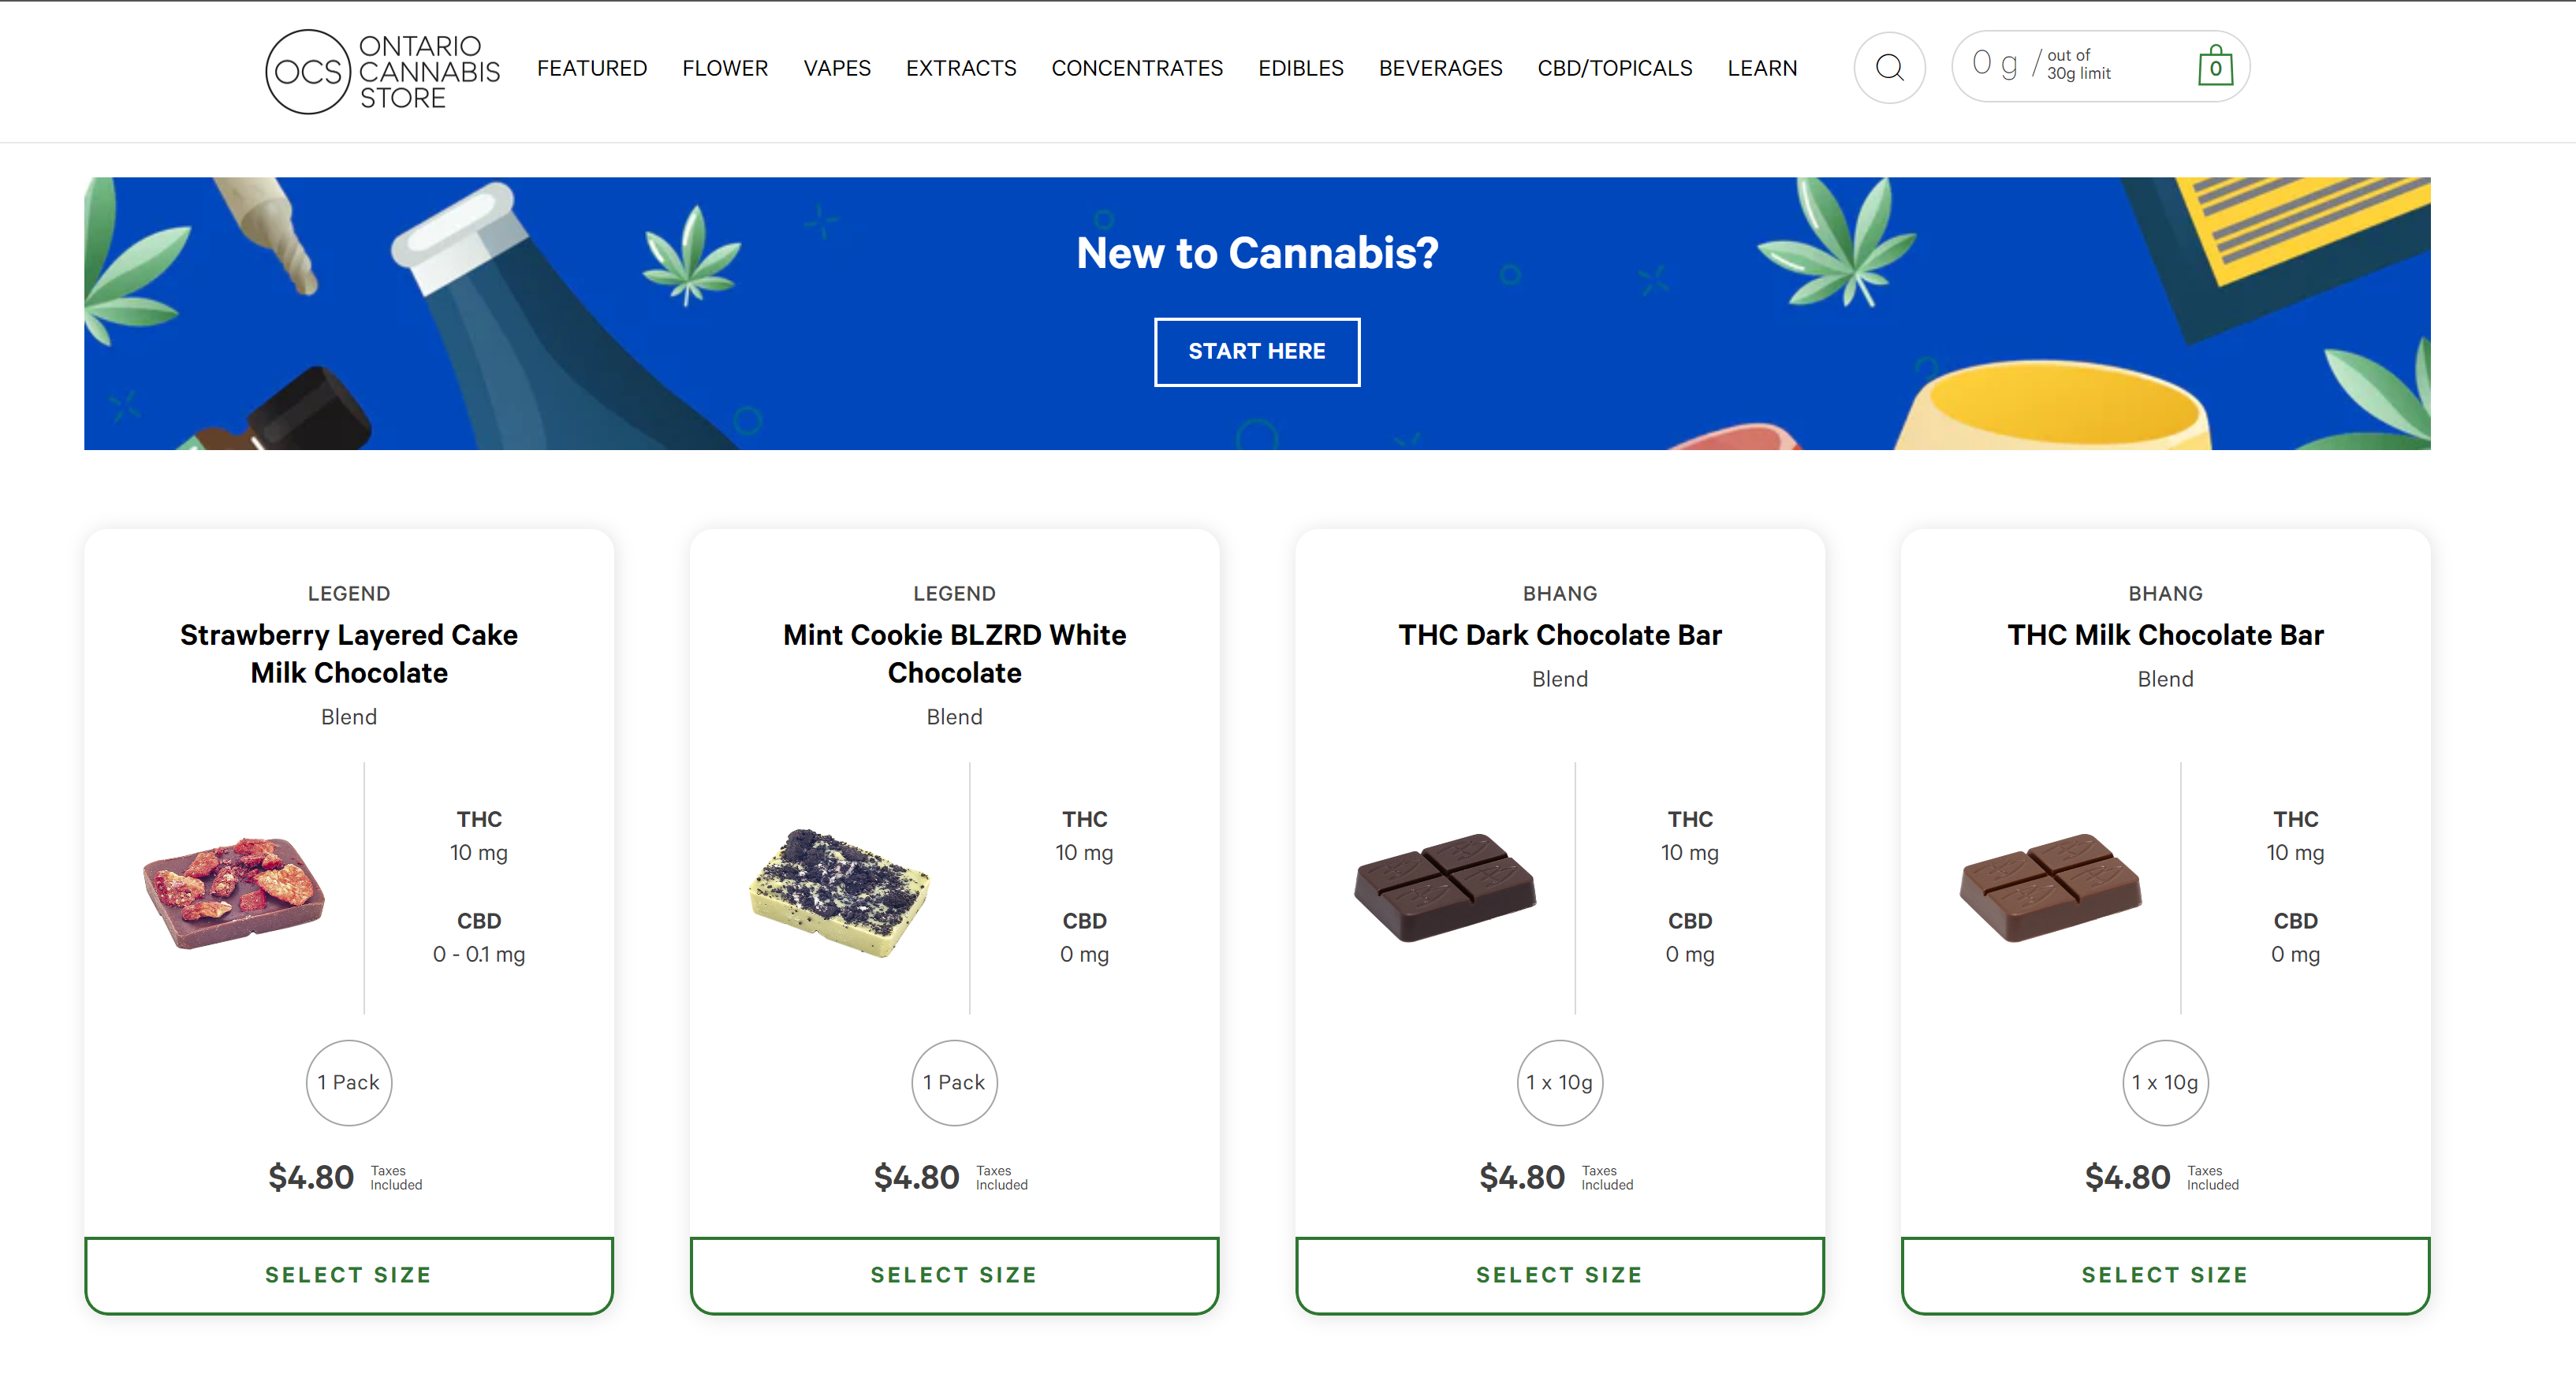 OCS
ONTARIO
CANNABIS
STORE
FEATURED
FLOWER
VAPES
EXTRACTS
CONCENTRATES
EDIBLES
BEVERAGES
CBD/TOPICALS
LEARN
0 g / out of
30g limit
0
New to Cannabis?
START HERE
LEGEND
Strawberry Layered Cake
Milk Chocolate
Blend
THC
10 mg
CBD
0 - 0.1 mg
1 Pack
$4.80
Taxes
Included
SELECT SIZE
LEGEND
Mint Cookie BLZRD White
Chocolate
Blend
THC
10 mg
CBD
0 mg
1 Pack
$4.80
Taxes
Included
SELECT SIZE
BHANG
THC Dark Chocolate Bar
Blend
THC
10 mg
CBD
0 mg
1 x 10g
$4.80
Taxes
Included
SELECT SIZE
BHANG
THC Milk Chocolate Bar
Blend
THC
10 mg
CBD
0 mg
1 x 10g
$4.80
Taxes
Included
SELECT SIZE